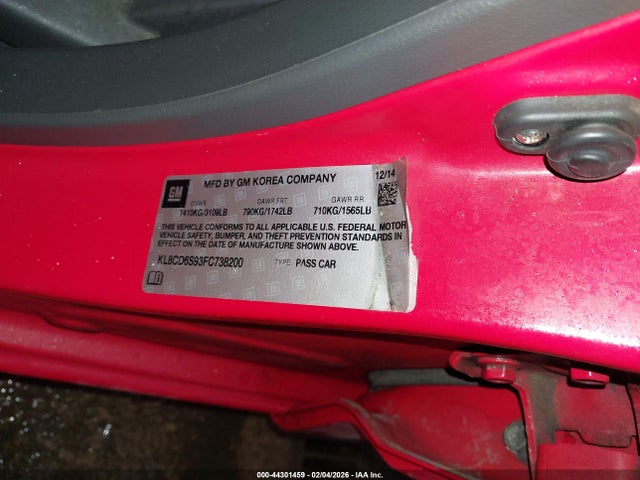 GM
MFD BY GM KOREA COMPANY
12/14
GVWR GAWR FRT GAWR RR
1410KG/3109LB 790KG/1742LB 710KG/1565LB
THIS VEHICLE CONFORMS TO ALL APPLICABLE U.S. FEDERAL MOTOR
VEHICLE SAFETY, BUMPER, AND THEFT PREVENTION STANDARDS IN
EFFECT ON THE DATE OF MANUFACTURE SHOWN ABOVE.
KL8CD6S93FC738200 TYPE: PASS CAR
000-44301459 - 02/04/2026 - IAA Inc.